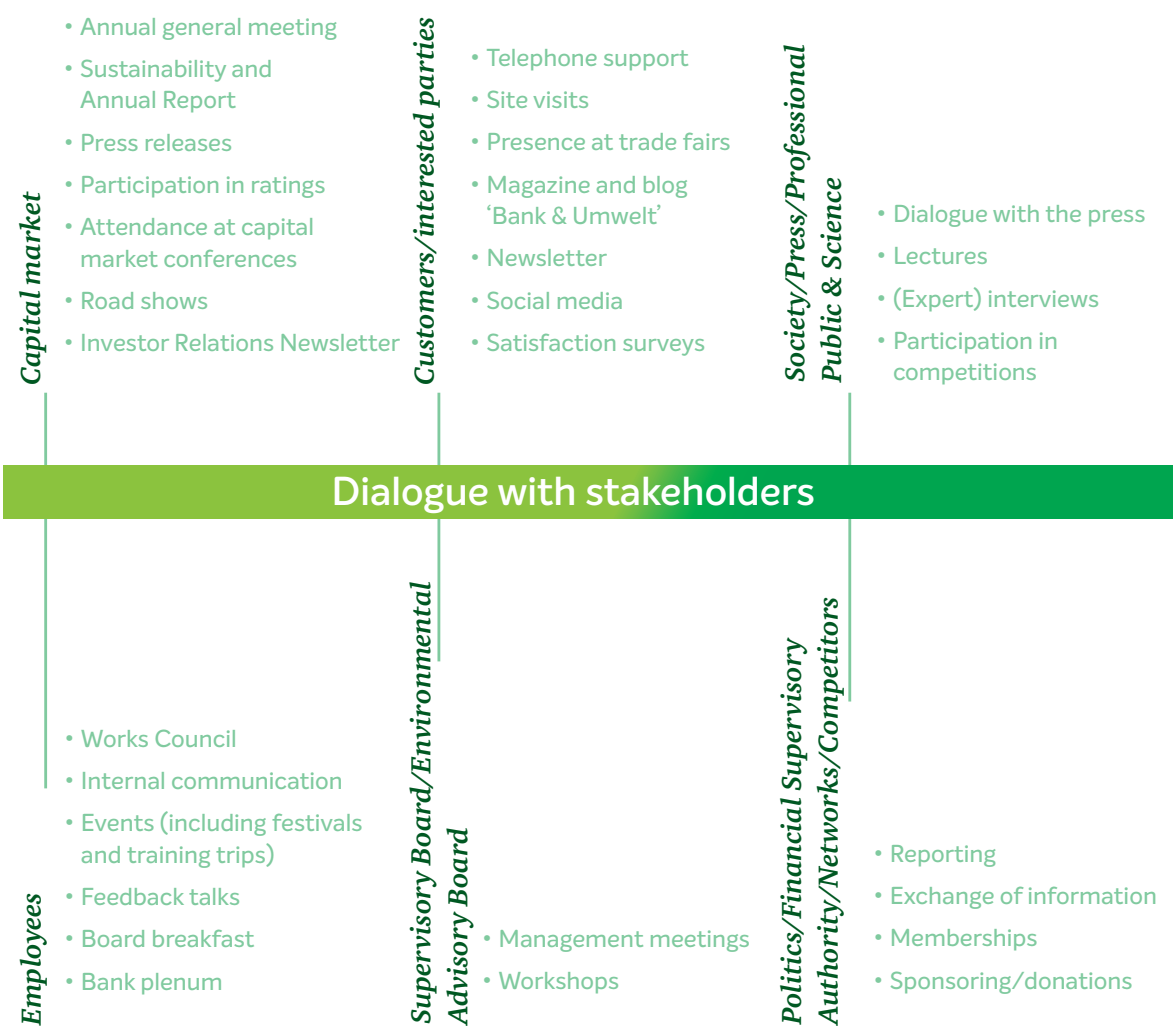 Capital market
• Annual general meeting
• Sustainability and
Annual Report
• Press releases
• Participation in ratings
• Attendance at capital
market conferences
• Road shows
• Investor Relations Newsletter
Customers/interested parties
• Telephone support
• Site visits
• Presence at trade fairs
• Magazine and blog
‘Bank & Umwelt’
• Newsletter
• Social media
• Satisfaction surveys
Society/Press/Professional
Public & Science
• Dialogue with the press
• Lectures
• (Expert) interviews
• Participation in
competitions
Dialogue with stakeholders
Employees
• Works Council
• Internal communication
• Events (including festivals
and training trips)
• Feedback talks
• Board breakfast
• Bank plenum
Supervisory Board/Environmental
Advisory Board
• Management meetings
• Workshops
Politics/Financial Supervisory
Authority/Networks/Competitors
• Reporting
• Exchange of information
• Memberships
• Sponsoring/donations